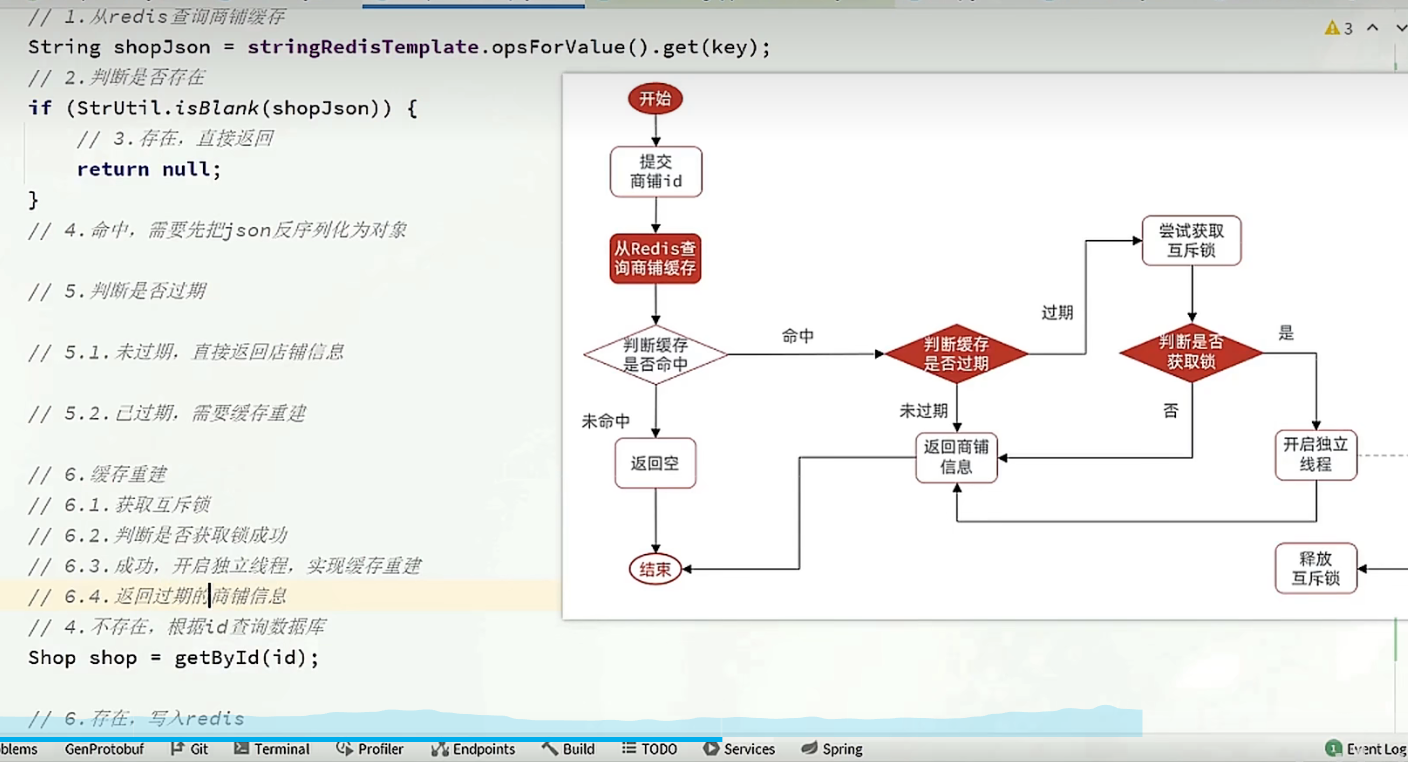 // 1.从redis查询商铺缓存
String shopJson = stringRedisTemplate.opsForValue().get(key);
// 2.判断是否存在
if (StrUtil.isBlank(shopJson)) {
// 3.存在，直接返回
return null;
}
// 4.命中，需要先把json反序列化为对象
// 5.判断是否过期
// 5.1.未过期，直接返回店铺信息
// 5.2.已过期，需要缓存重建
// 6.缓存重建
// 6.1.获取互斥锁
// 6.2.判断是否获取锁成功
// 6.3.成功，开启独立线程，实现缓存重建
// 6.4.返回过期的商铺信息
// 4.不存在，根据id查询数据库
Shop shop = getById(id);
// 6.存在，写入redis
3
开始
提交
商铺id
从Redis查
询商铺缓存
判断缓存
是否命中
命中
未命中
返回空
结束
判断缓存
是否过期
过期
未过期
返回商铺
信息
尝试获取
互斥锁
判断是否
获取锁
是
否
开启独立
线程
释放
互斥锁
oblems GenProtobuf Git Terminal Profiler Endpoints Build TODO Services Spring 1 Event Log